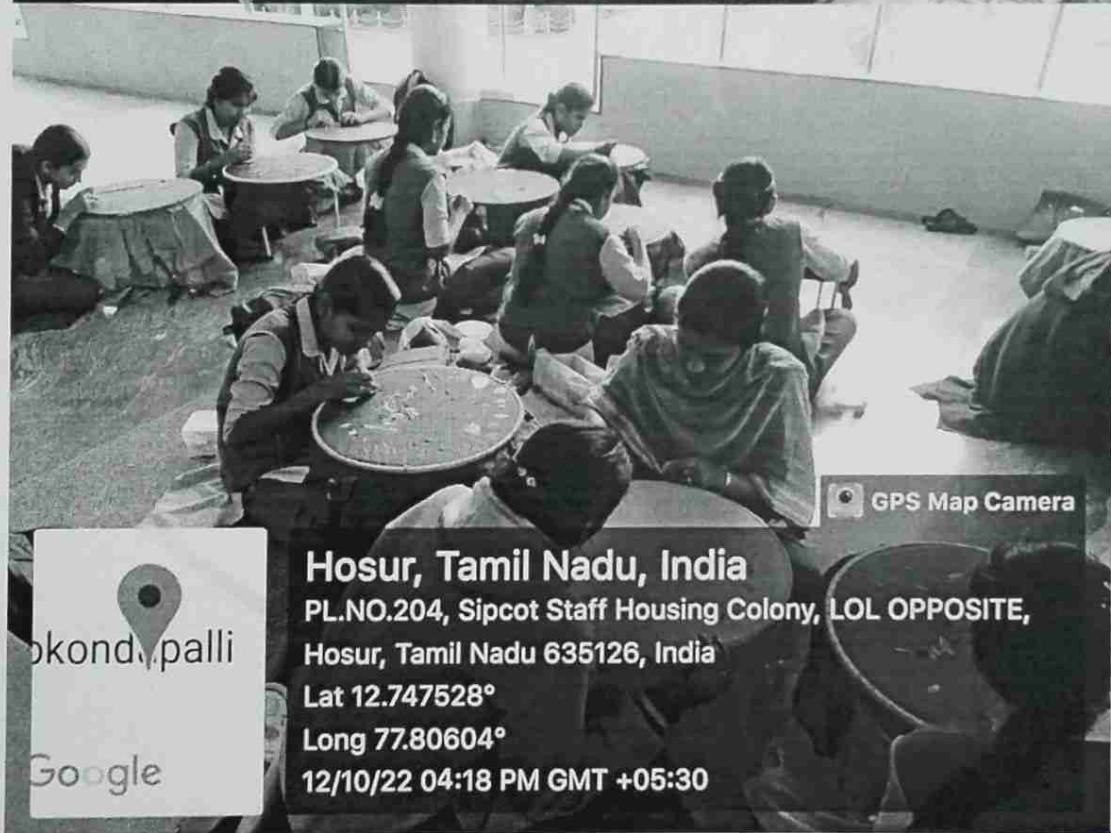 GPS Map Camera
Hosur, Tamil Nadu, India
PL.NO.204, Sipcot Staff Housing Colony, LOL OPPOSITE,
Hosur, Tamil Nadu 635126, India
Lat 12.747528°
Long 77.80604°
12/10/22 04:18 PM GMT +05:30
palli
Google